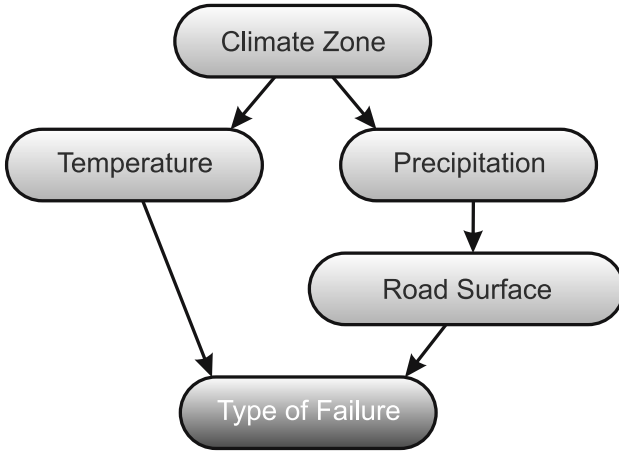 Climate Zone
Temperature
Precipitation
Road Surface
Type of Failure